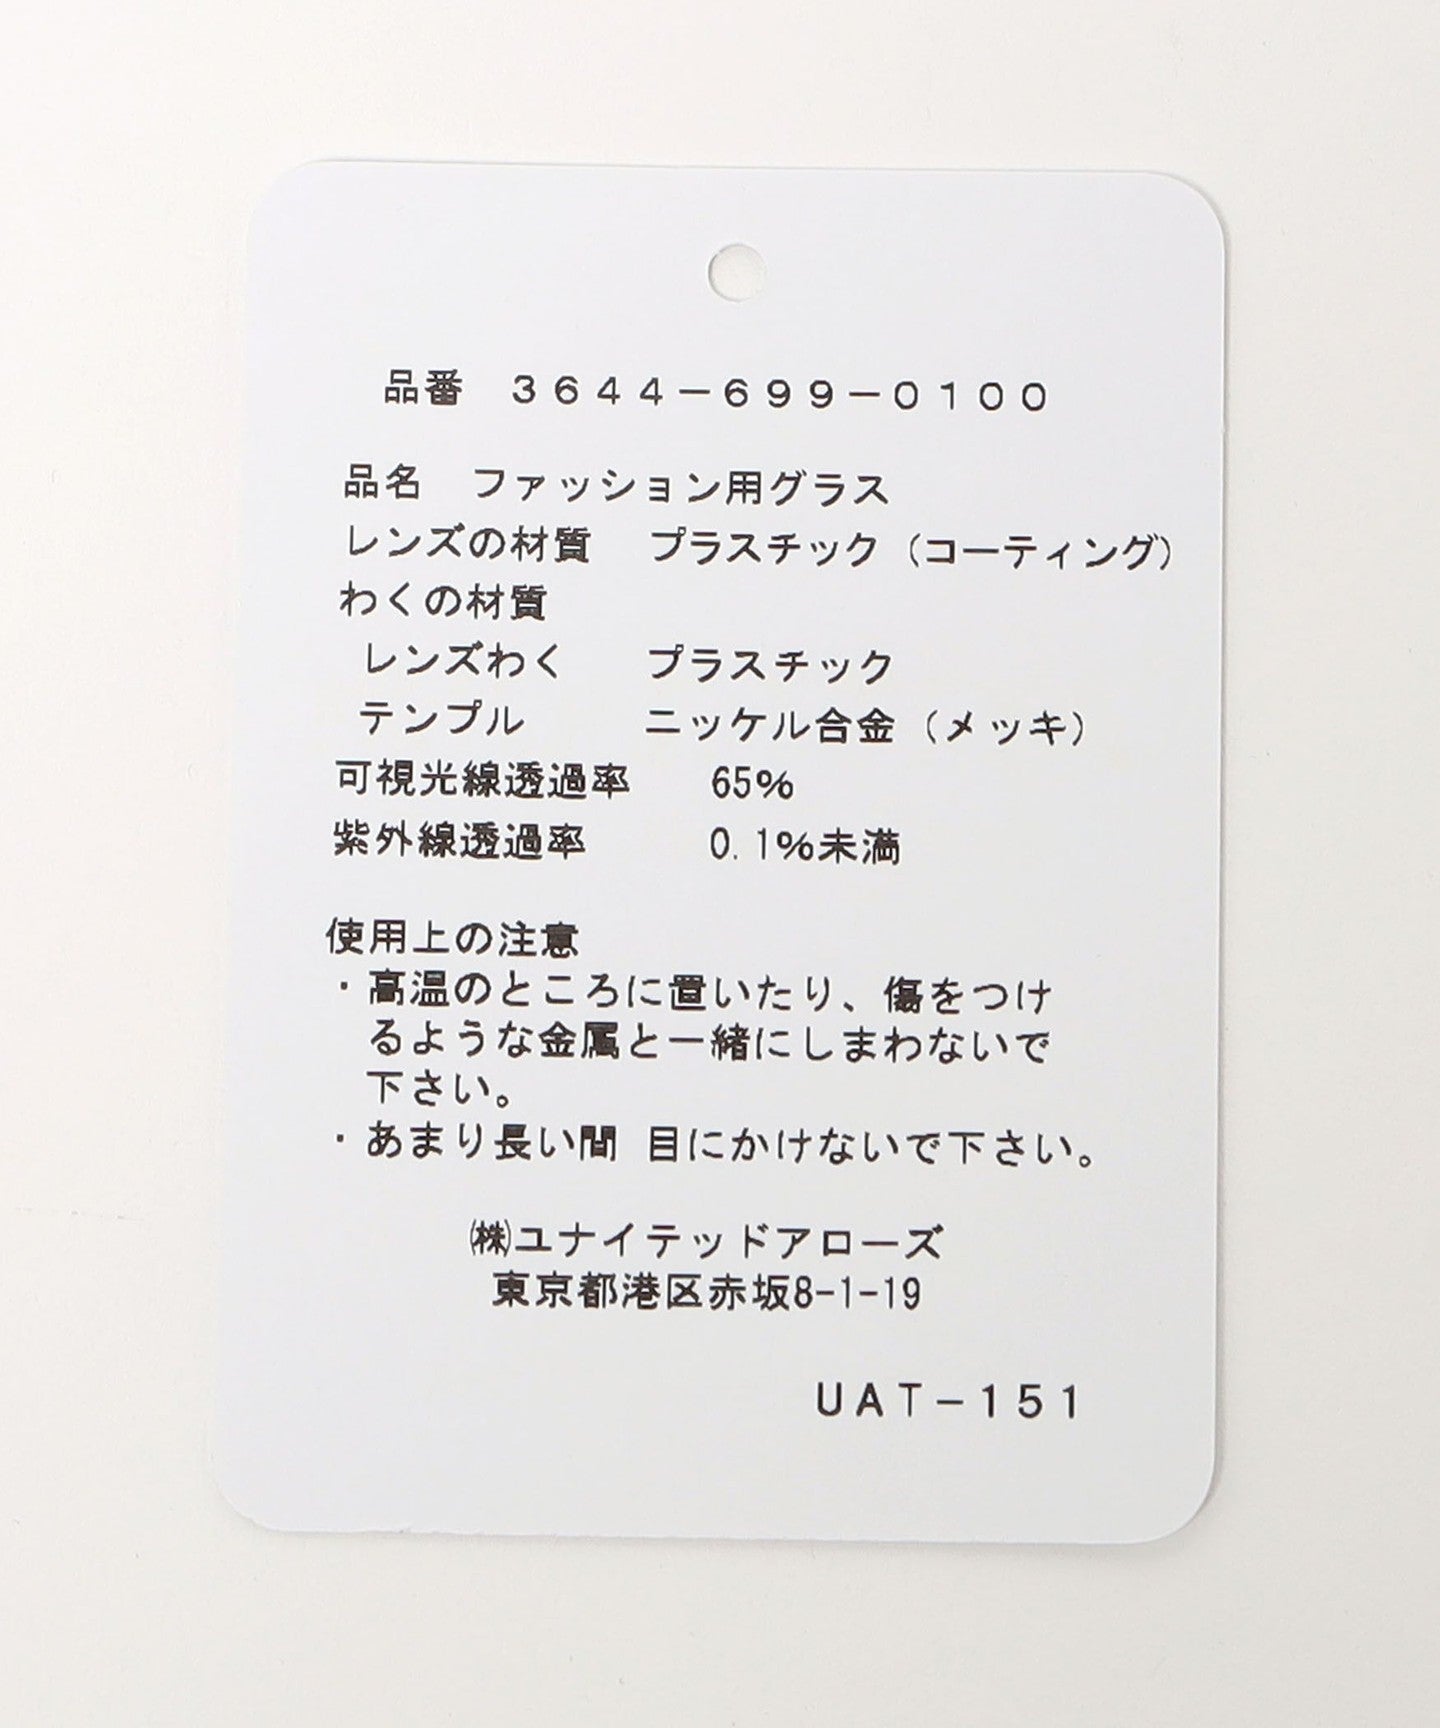 品番 3644-699-0100
品名 ファッション用グラス
レンズの材質 プラスチック(コーティング)
わくの材質
レンズわく プラスチック
テンプル ニッケル合金(メッキ)
可視光線透過率 65%
紫外線透過率 0.1%未満
使用上の注意
・高温のところに置いたり、傷をつけ
るような金属と一緒にしまわないで
下さい。
・あまり長い間 目にかけないで下さい。
㈱ユナイテッドアローズ
東京都港区赤坂8-1-19
UAT-151